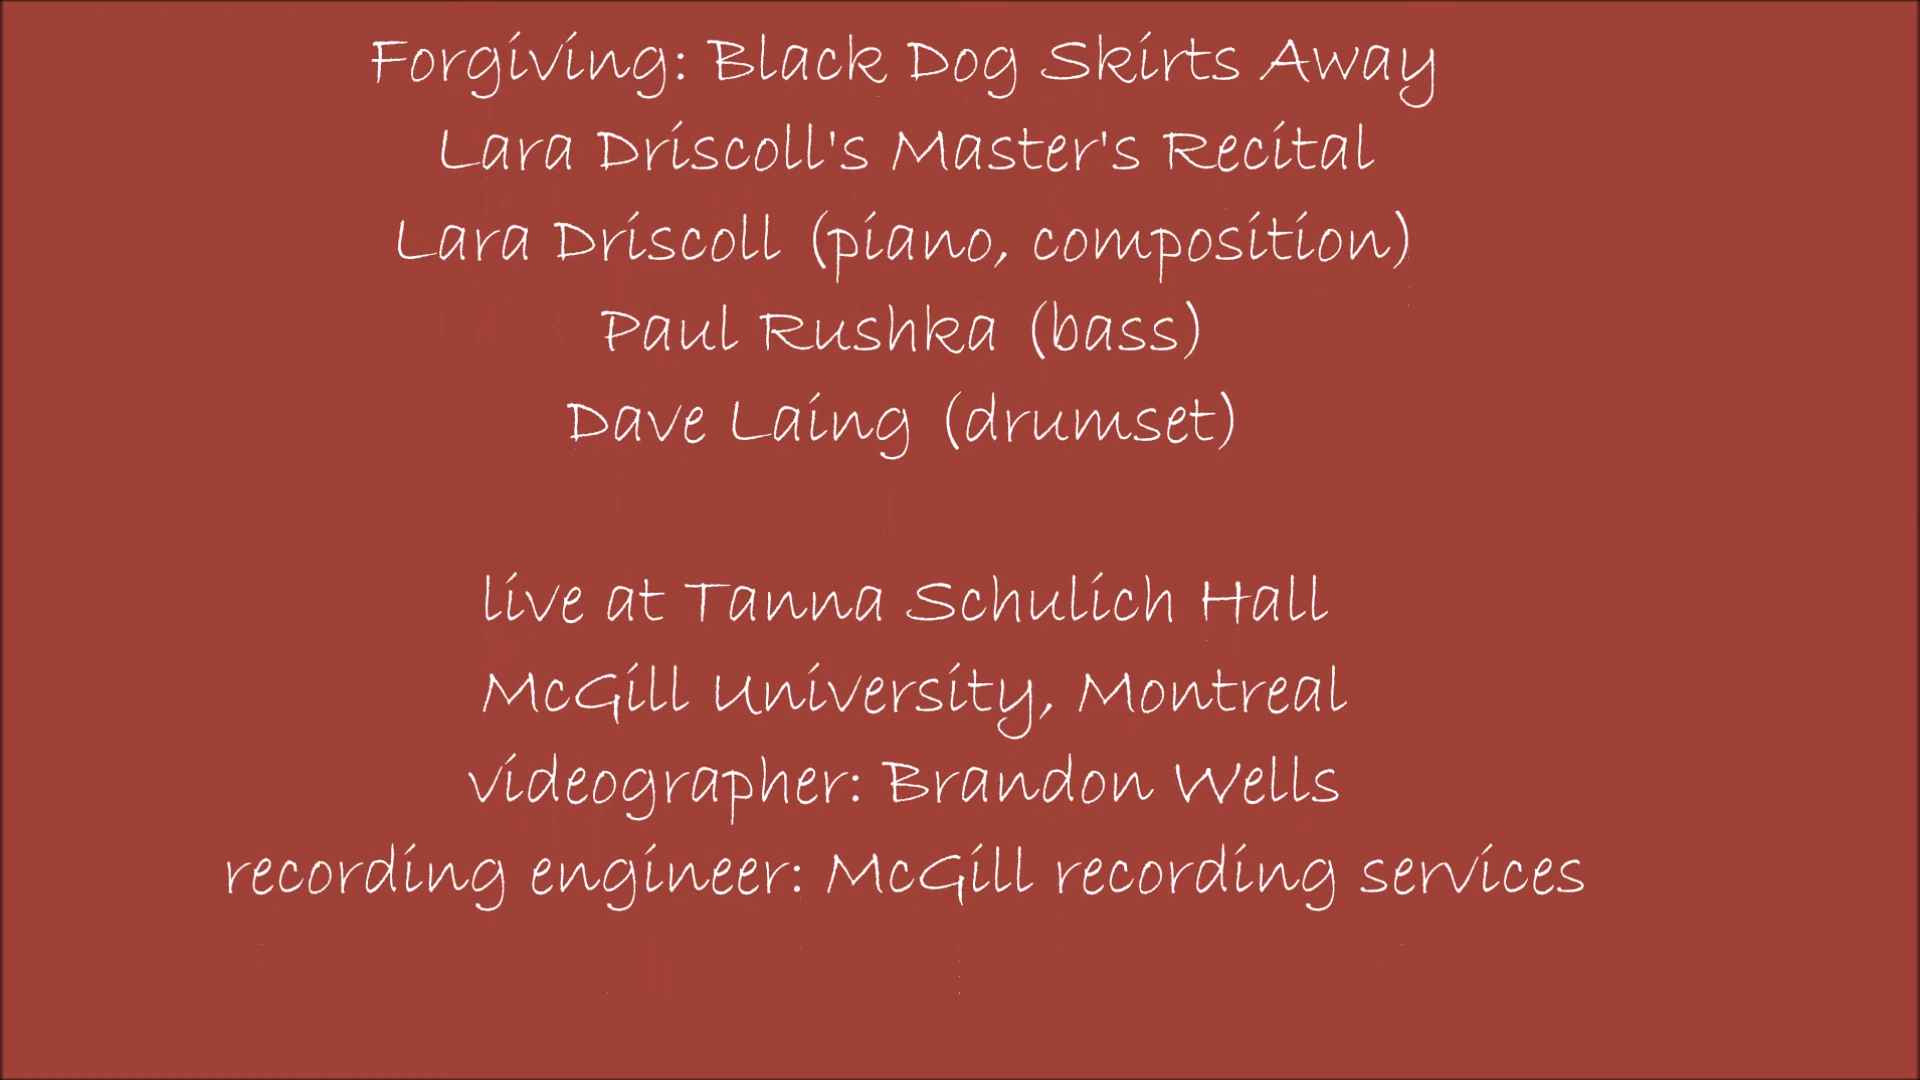 Forgiving: Black Dog Skirts Away
Lara Driscoll's Master's Recital
Lara Driscoll (piano, composition)
Paul Rushka (bass)
Dave Laing (drumset)
live at Tanna Schulich Hall
McGill University, Montreal
videographer: Brandon Wells
recording engineer: McGill recording services